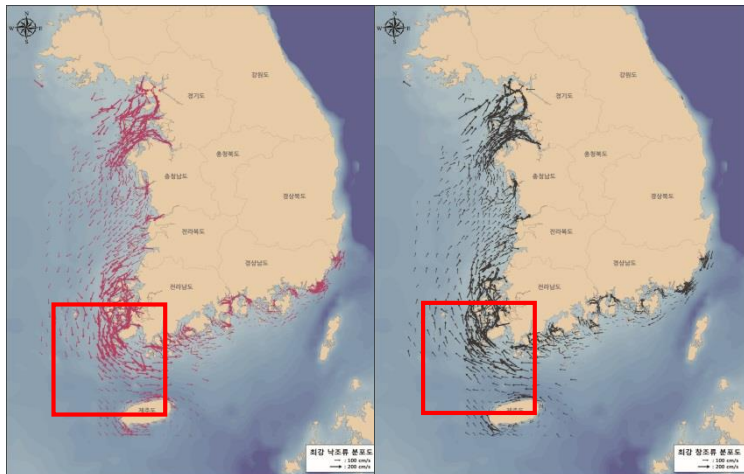 N
W E
S
강원도
경기도
충청북도
충청남도
경상북도
전라북도
경상남도
전라남도
제주도
최강 낙조류 분포도
: 100 cm/s
: 200 cm/s
N
W E
S
강원도
경기도
충청북도
충청남도
경상북도
전라북도
경상남도
전라남도
제주도
최강 창조류 분포도
: 100 cm/s
: 200 cm/s